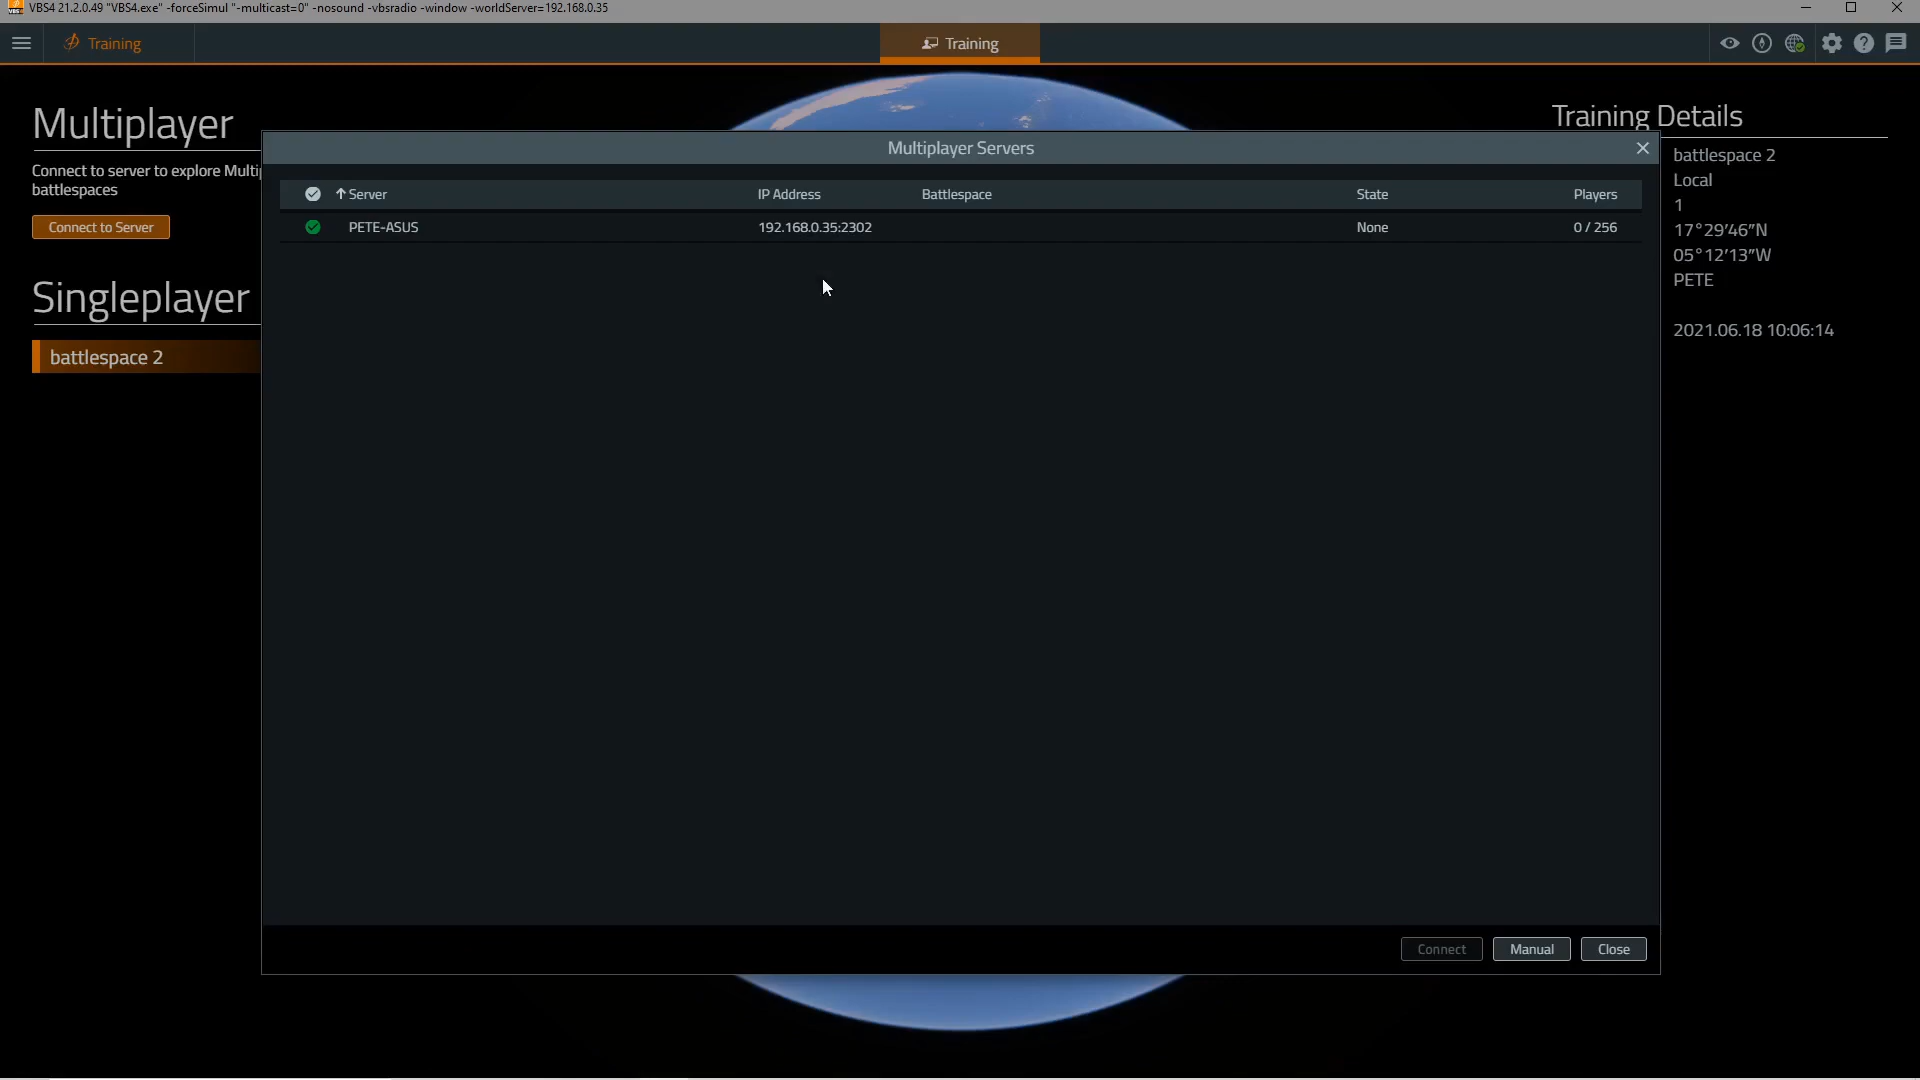 VBS4 21.2.0.49 "VBS4.exe" -forceSimul "-multicast=0" -nosound -vbsradio -window -worldServer=192.168.0.35
Training
Training
Multiplayer
Connect to server to explore Multi
battlespaces
Connect to Server
Singleplayer
battlespace 2
Multiplayer Servers
Server IP Address Battlespace State Players
PETE-ASUS 192.168.0.35:2302 None 0 / 256
Connect Manual Close
Training Details
battlespace 2
Local
1
17°29'46"N
05°12'13"W
PETE
2021.06.18 10:06:14